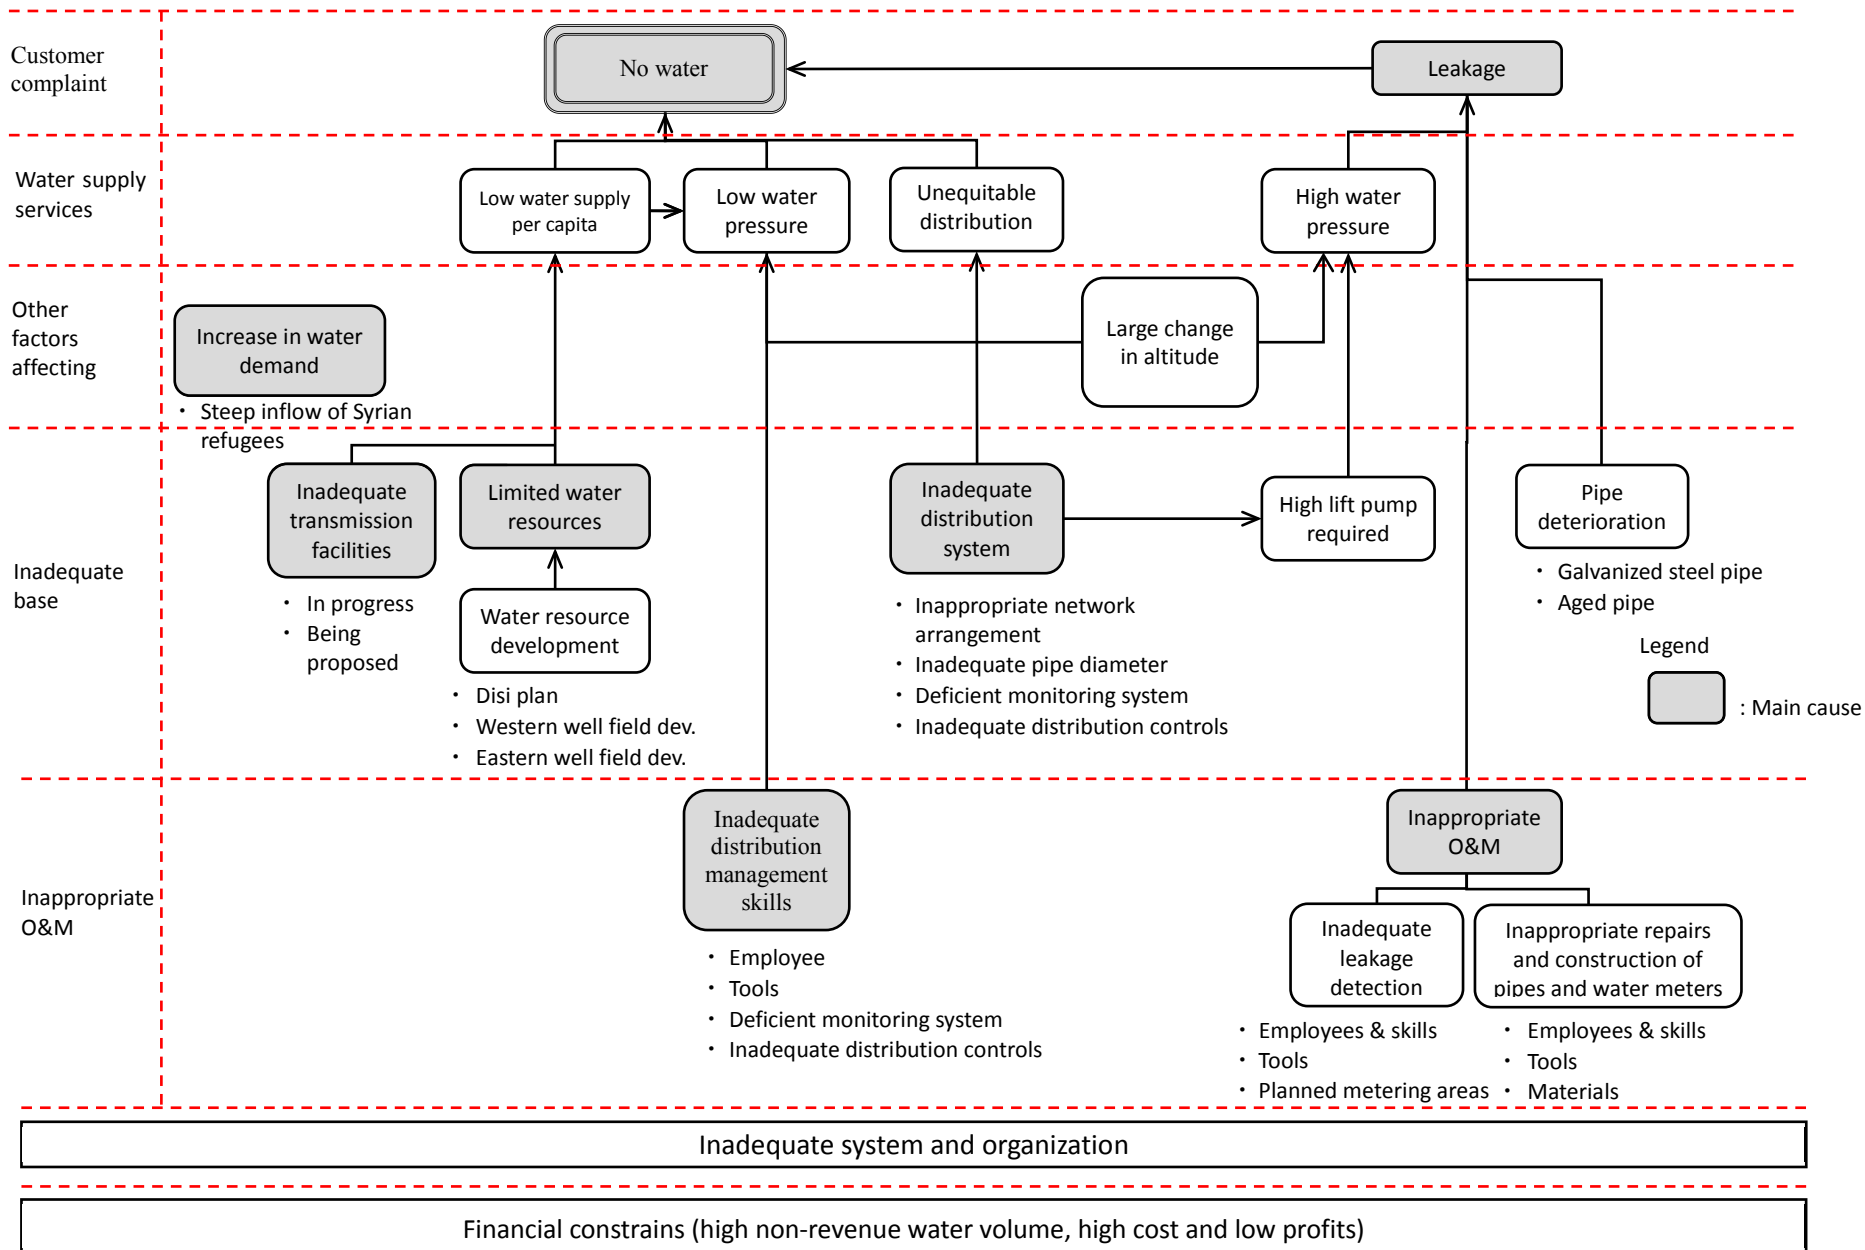 Customer
complaint
No water
Leakage
Water supply
services
Low water supply
per capita
Low water
pressure
Unequitable
distribution
High water
pressure
Other
factors
affecting
Increase in water
demand
・ Steep inflow of Syrian
refugees
Large change
in altitude
Inadequate
base
Inadequate
transmission
facilities
・ In progress
・ Being
proposed
Limited water
resources
Water resource
development
・ Disi plan
・ Western well field dev.
・ Eastern well field dev.
Inadequate
distribution
system
・ Inappropriate network
arrangement
・ Inadequate pipe diameter
・ Deficient monitoring system
・ Inadequate distribution controls
High lift pump
required
Pipe
deterioration
・ Galvanized steel pipe
・ Aged pipe
Legend
: Main cause
Inappropriate
O&M
Inadequate
distribution
management
skills
・ Employee
・ Tools
・ Deficient monitoring system
・ Inadequate distribution controls
Inappropriate
O&M
Inadequate
leakage
detection
・ Employees & skills
・ Tools
・ Planned metering areas
Inappropriate repairs
and construction of
pipes and water meters
・ Employees & skills
・ Tools
・ Materials
Inadequate system and organization
Financial constrains (high non-revenue water volume, high cost and low profits)